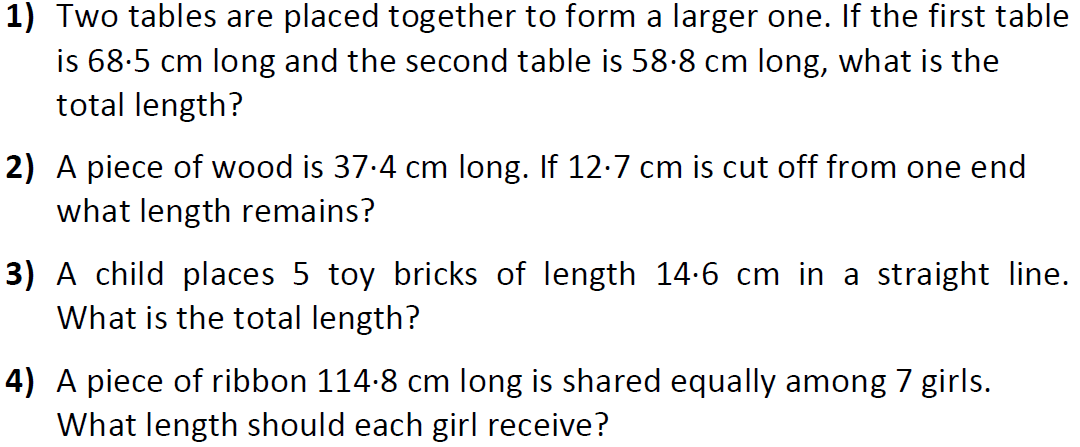 1) Two tables are placed together to form a larger one. If the first table
is 68·5 cm long and the second table is 58·8 cm long, what is the
total length?
2) A piece of wood is 37·4 cm long. If 12·7 cm is cut off from one end
what length remains?
3) A child places 5 toy bricks of length 14·6 cm in a straight line.
What is the total length?
4) A piece of ribbon 114·8 cm long is shared equally among 7 girls.
What length should each girl receive?